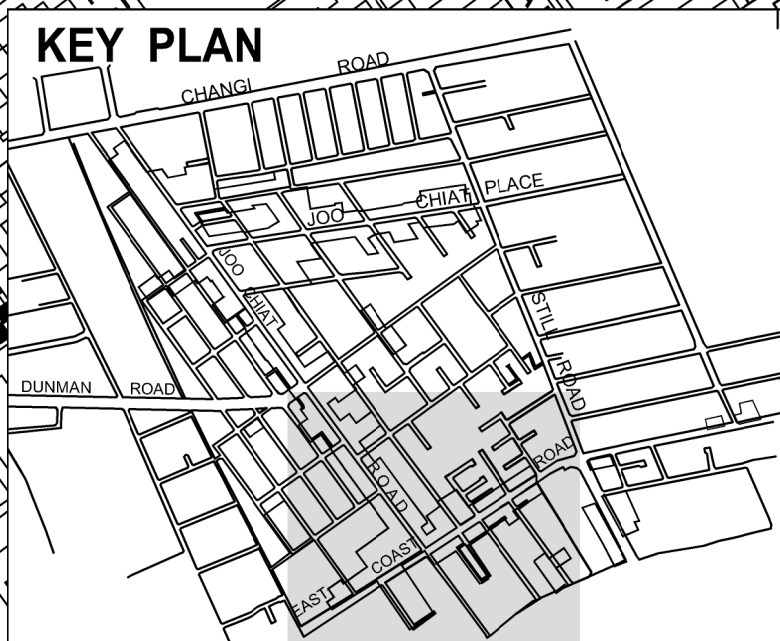 KEY PLAN
CHANGI ROAD
JOO CHIAT PLACE
JOO CHIAT ROAD
STILL ROAD
DUNMAN ROAD
EAST COAST ROAD